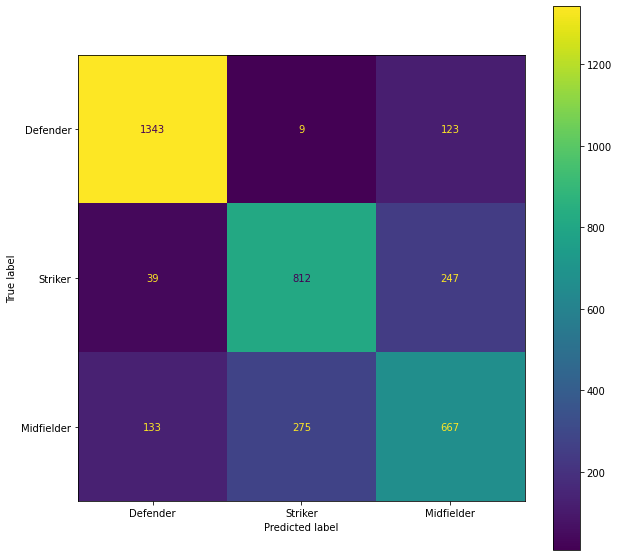 Defender 1343 9 123
Striker 39 812 247
Midfielder 133 275 667
Defender Striker Midfielder
Predicted label
True label
1200
1000
800
600
400
200